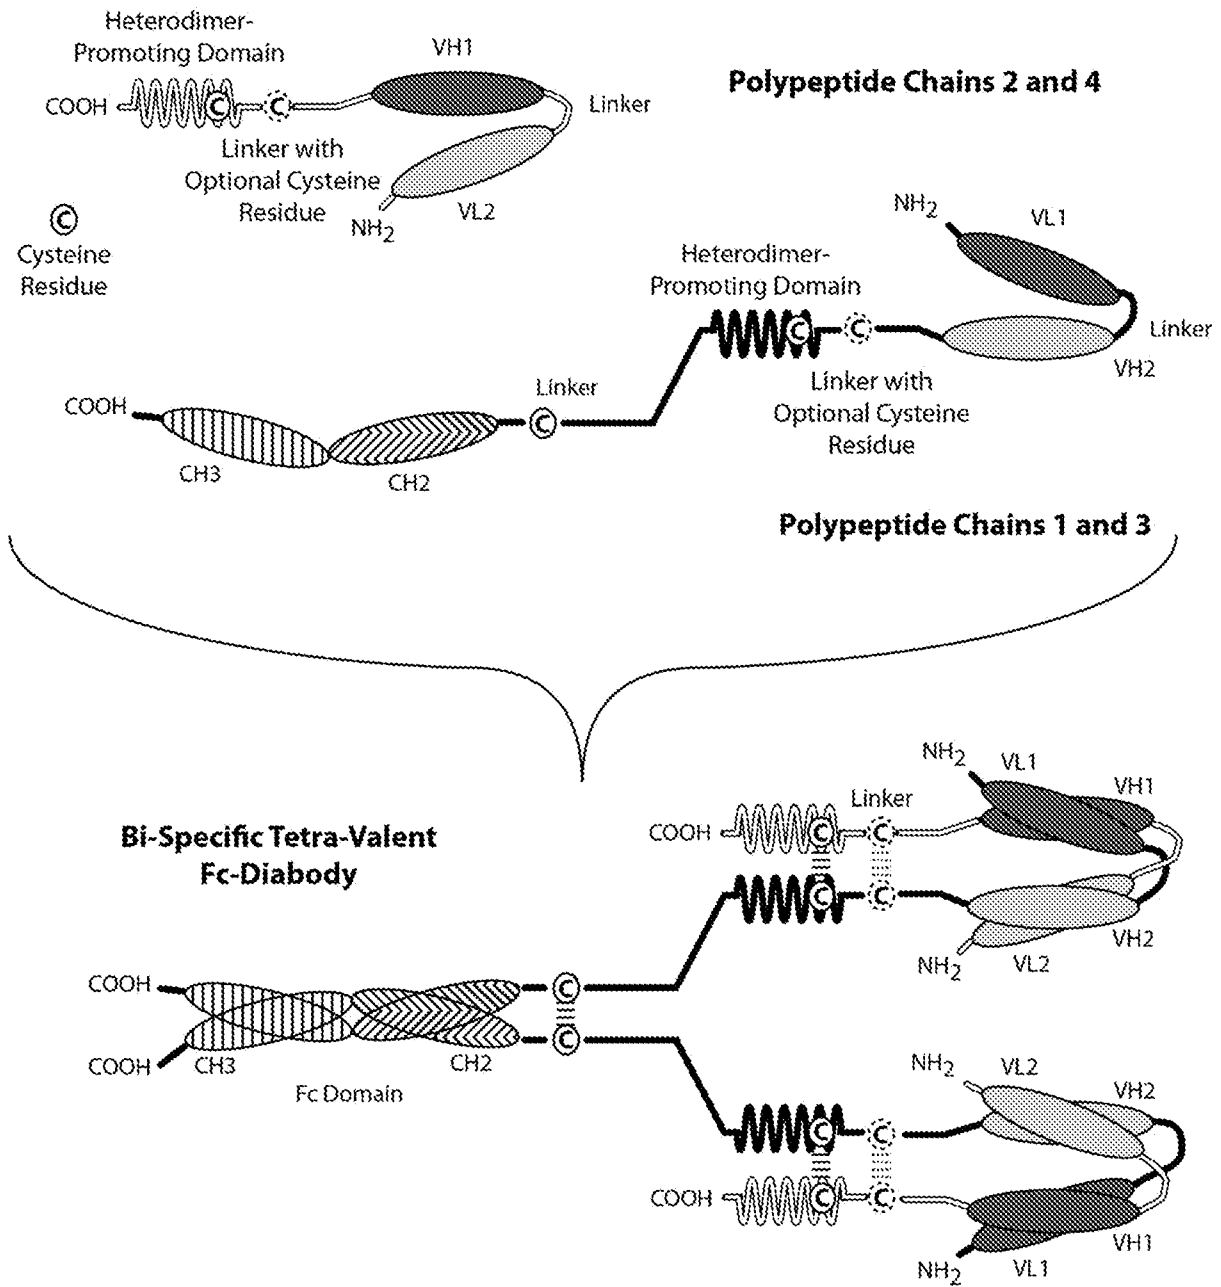 Heterodimer-
Promoting Domain
VH1
Polypeptide Chains 2 and 4
COOH
C
C
Linker
Linker with
Optional Cysteine
Residue
NH2
VL2
C
Cysteine
Residue
NH2
VL1
Heterodimer-
Promoting Domain
C
C
Linker
VH2
Linker with
Optional Cysteine
Residue
Linker
COOH
C
CH3
CH2
Polypeptide Chains 1 and 3
Bi-Specific Tetra-Valent
Fc-Diabody
NH2
VL1
VH1
Linker
COOH
C
C
C
C
VH2
NH2
VL2
COOH
C
C
COOH
CH3
CH2
Fc Domain
NH2
VL2
VH2
C
C
COOH
C
C
VH1
NH2
VL1